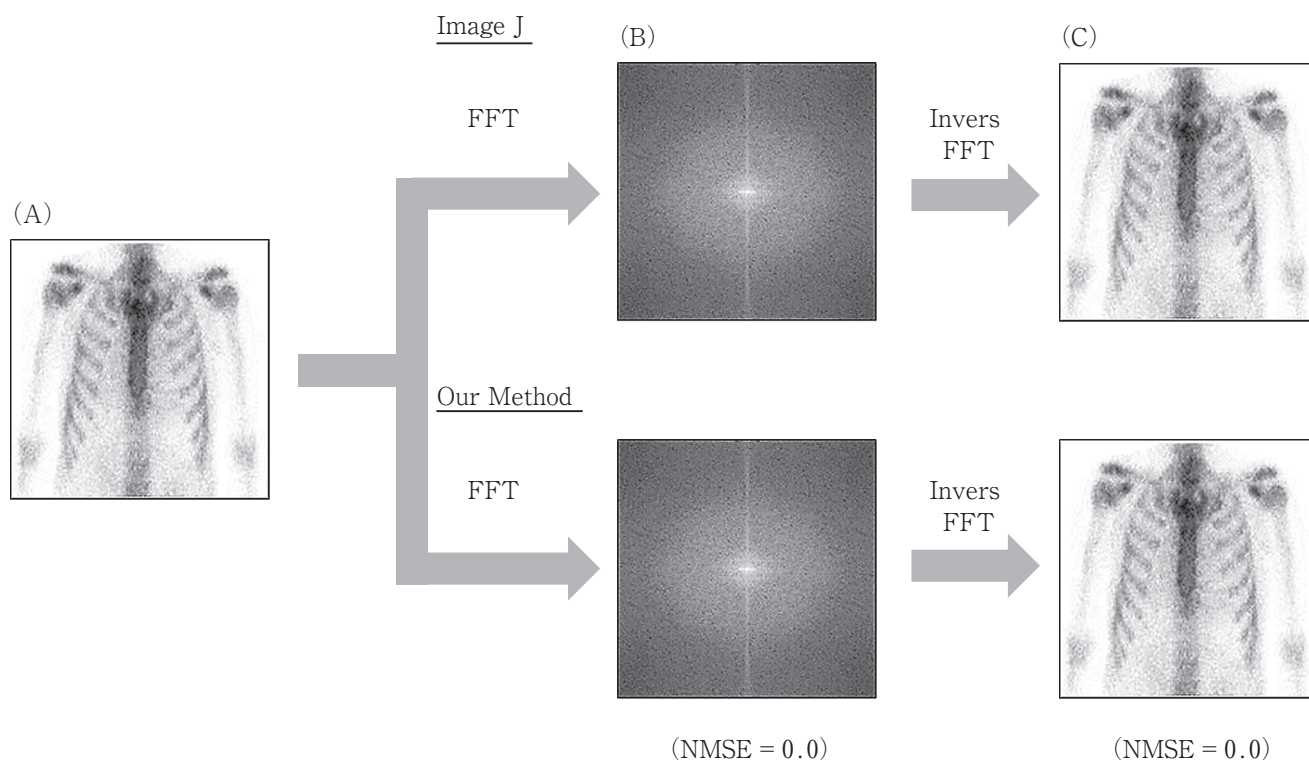 Image J
(B)
(C)
FFT
Invers
FFT
(A)
Our Method
FFT
Invers
FFT
(NMSE = 0.0)
(NMSE = 0.0)